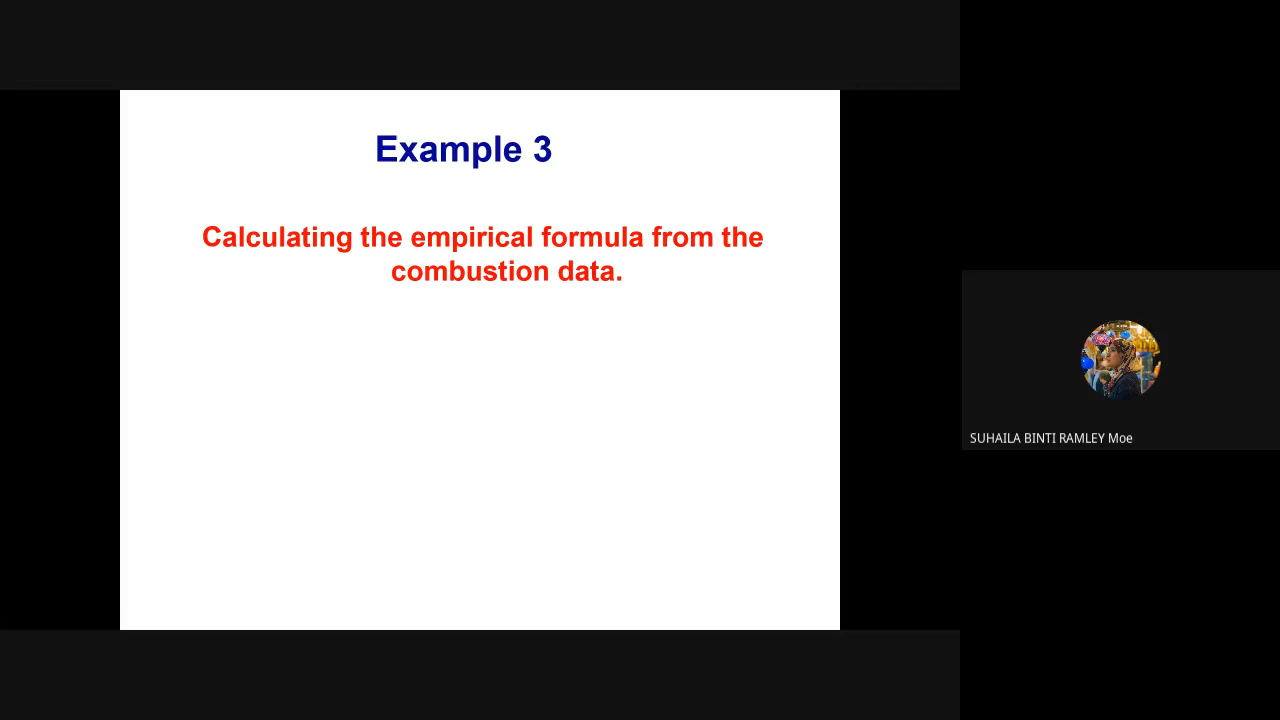 Example 3
Calculating the empirical formula from the
combustion data.
SUHAILA BINTI RAMLEY Moe